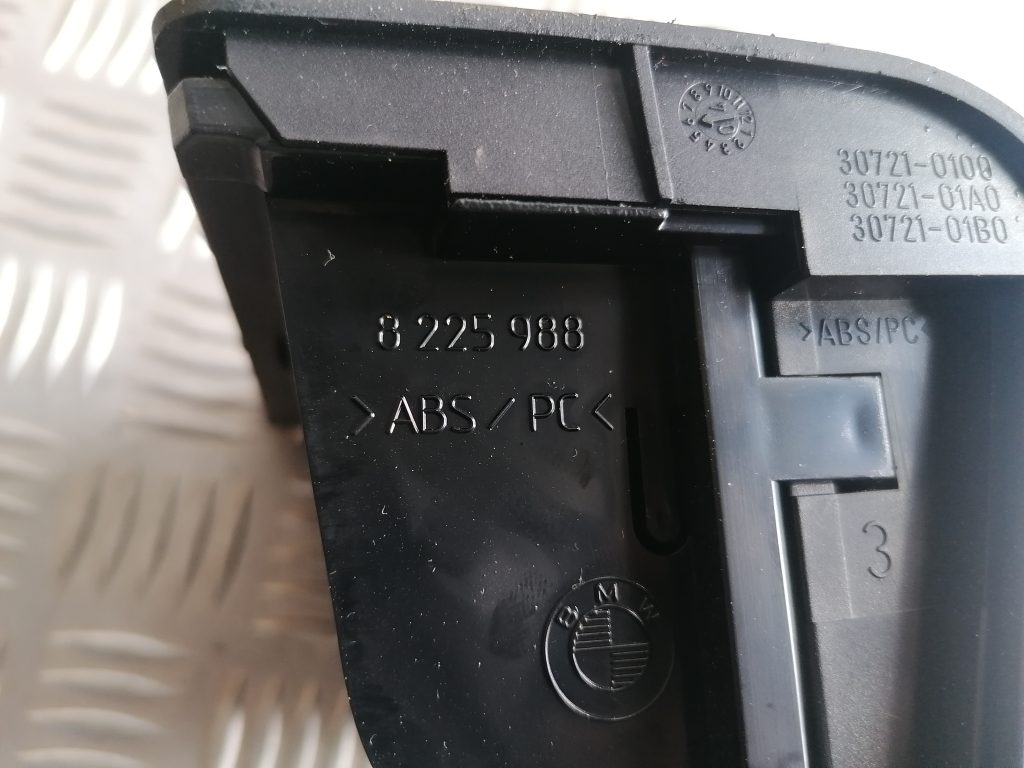 30721-0100
30721-01A0
30721-01B0
8 225 988
>ABS/PC<
>ABS / PC<
3
BMW